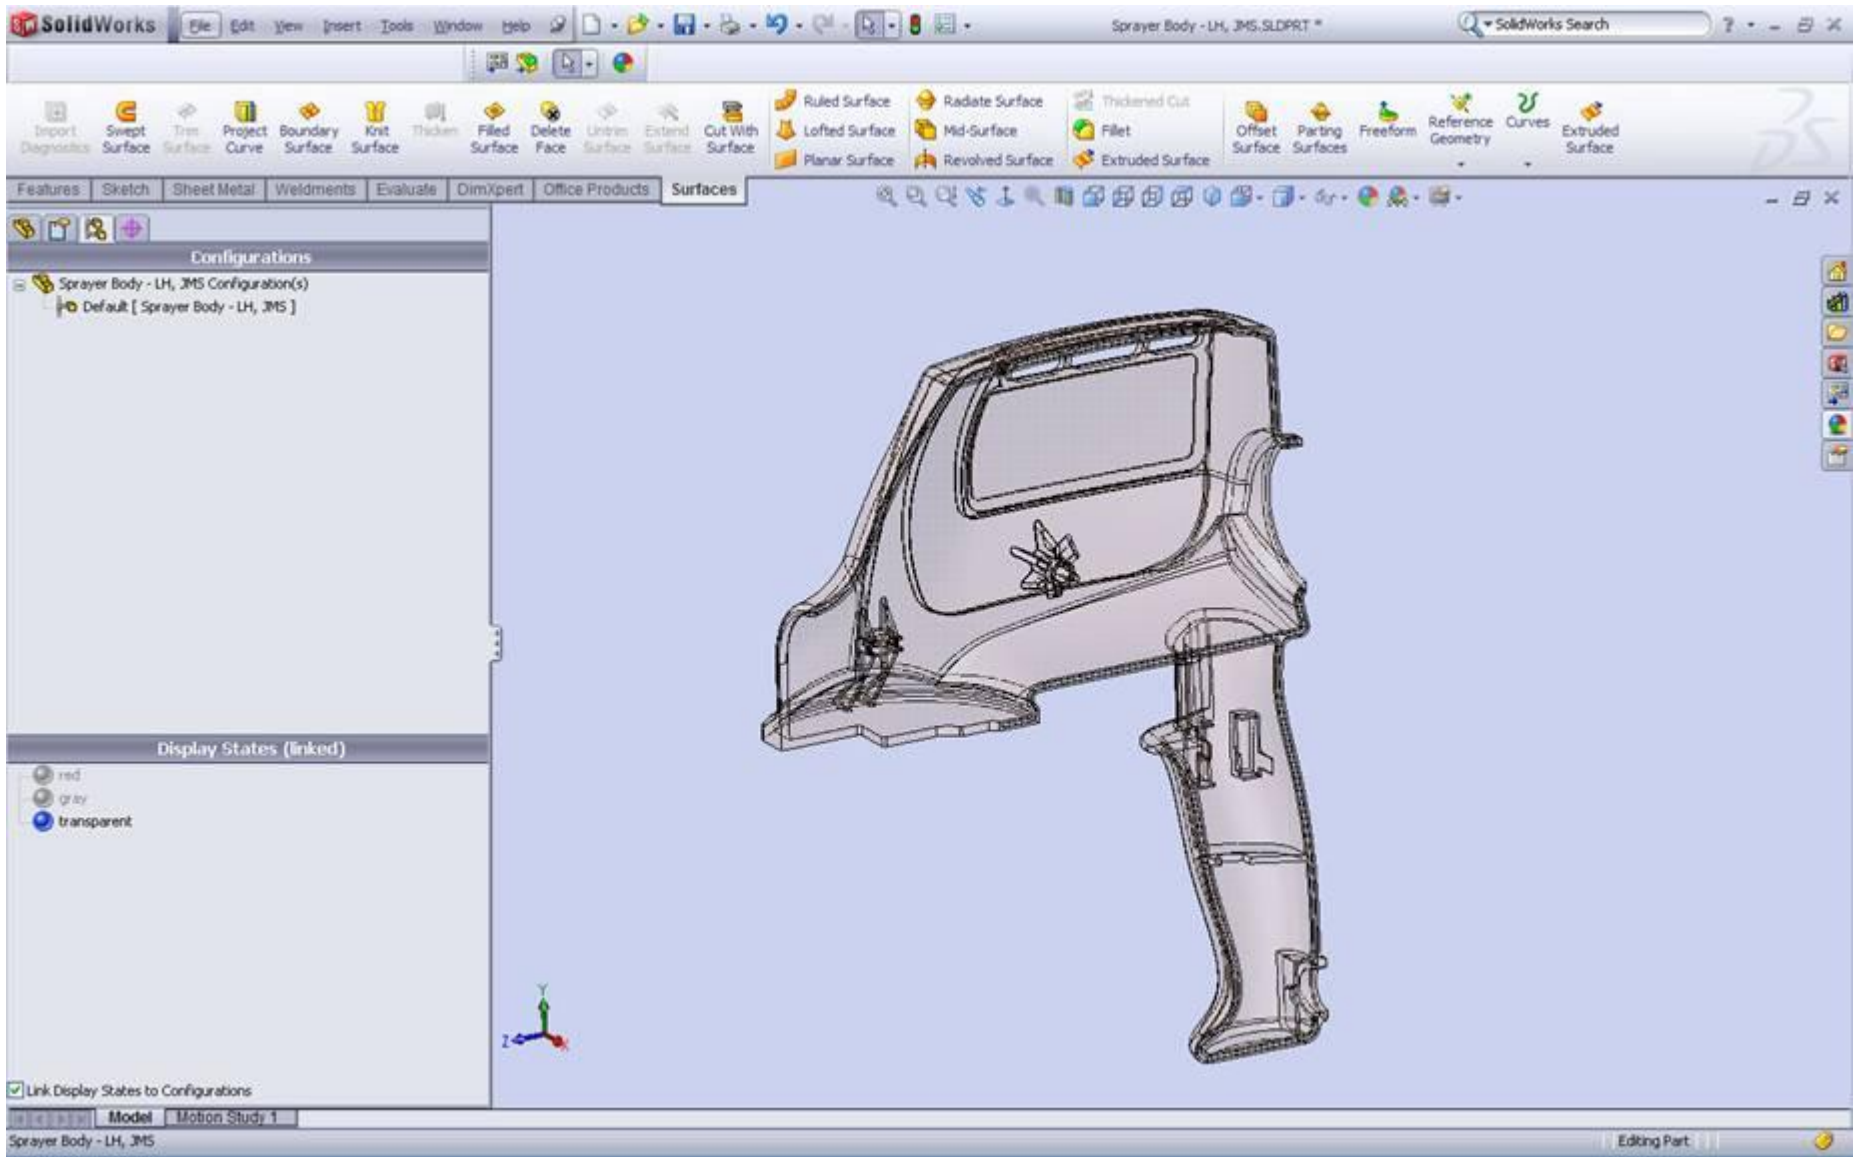 SolidWorks File Edit View Insert Tools Window Help Sprayer Body - LH, JMS.SLDPRT * SolidWorks Search ?
Import Diagnostics
Swept Surface
Trim Surface
Project Curve
Boundary Surface
Knit Surface
Thicken
Filled Surface
Delete Face
Untrim Surface
Extend Surface
Cut With Surface
Ruled Surface
Lofted Surface
Planar Surface
Radiate Surface
Mid-Surface
Revolved Surface
Thickened Cut
Fillet
Extruded Surface
Offset Surface
Parting Surfaces
Freeform
Reference Geometry
Curves
Extruded Surface
Features Sketch Sheet Metal Weldments Evaluate DimXpert Office Products Surfaces
Configurations
Sprayer Body - LH, JMS Configuration(s)
Default [ Sprayer Body - LH, JMS ]
Display States (linked)
red
gray
transparent
Y
Z X
Link Display States to Configurations
Model Motion Study 1
Sprayer Body - LH, JMS Editing Part